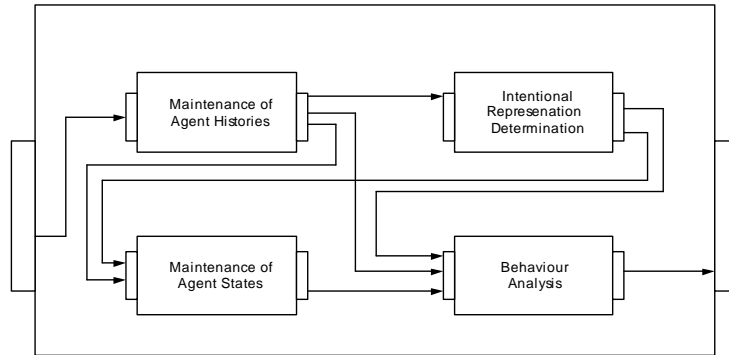 Maintenance of
Agent Histories
Intentional
Represenation
Determination
Maintenance of
Agent States
Behaviour
Analysis